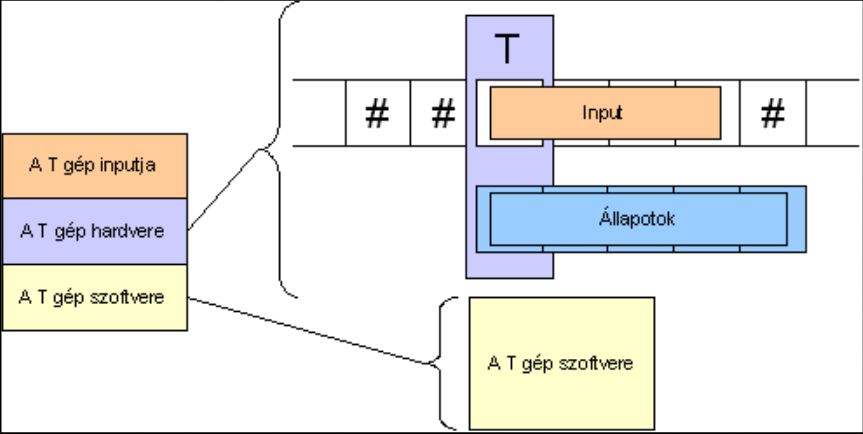 T
# # Input #
A T gép inputja
A T gép hardvere
Állapotok
A T gép szoftvere
A T gép szoftvere